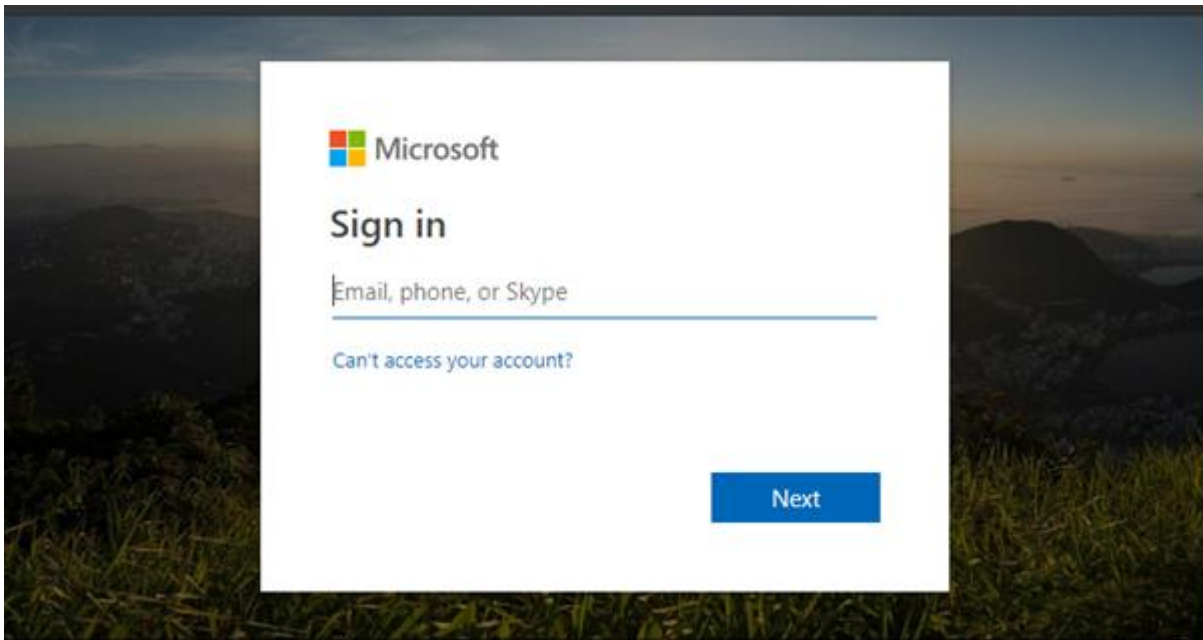 Microsoft
Sign in
Email, phone, or Skype
Can't access your account?
Next